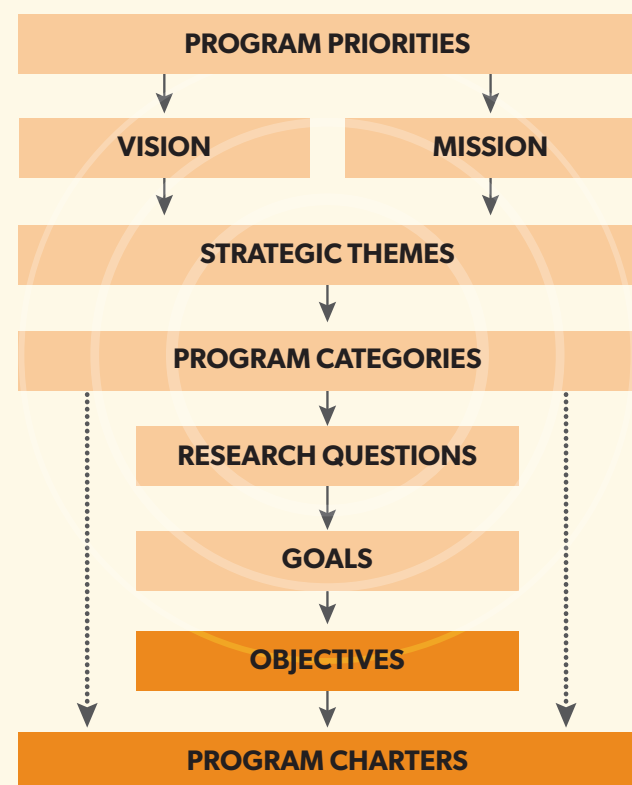 PROGRAM PRIORITIES
VISION
MISSION
STRATEGIC THEMES
PROGRAM CATEGORIES
RESEARCH QUESTIONS
GOALS
OBJECTIVES
PROGRAM CHARTERS